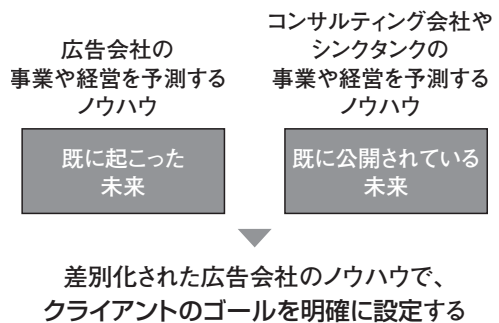 広告会社の
事業や経営を予測する
ノウハウ
既に起こった
未来
コンサルティング会社や
シンクタンクの
事業や経営を予測する
ノウハウ
既に公開されている
未来
差別化された広告会社のノウハウで、
クライアントのゴールを明確に設定する